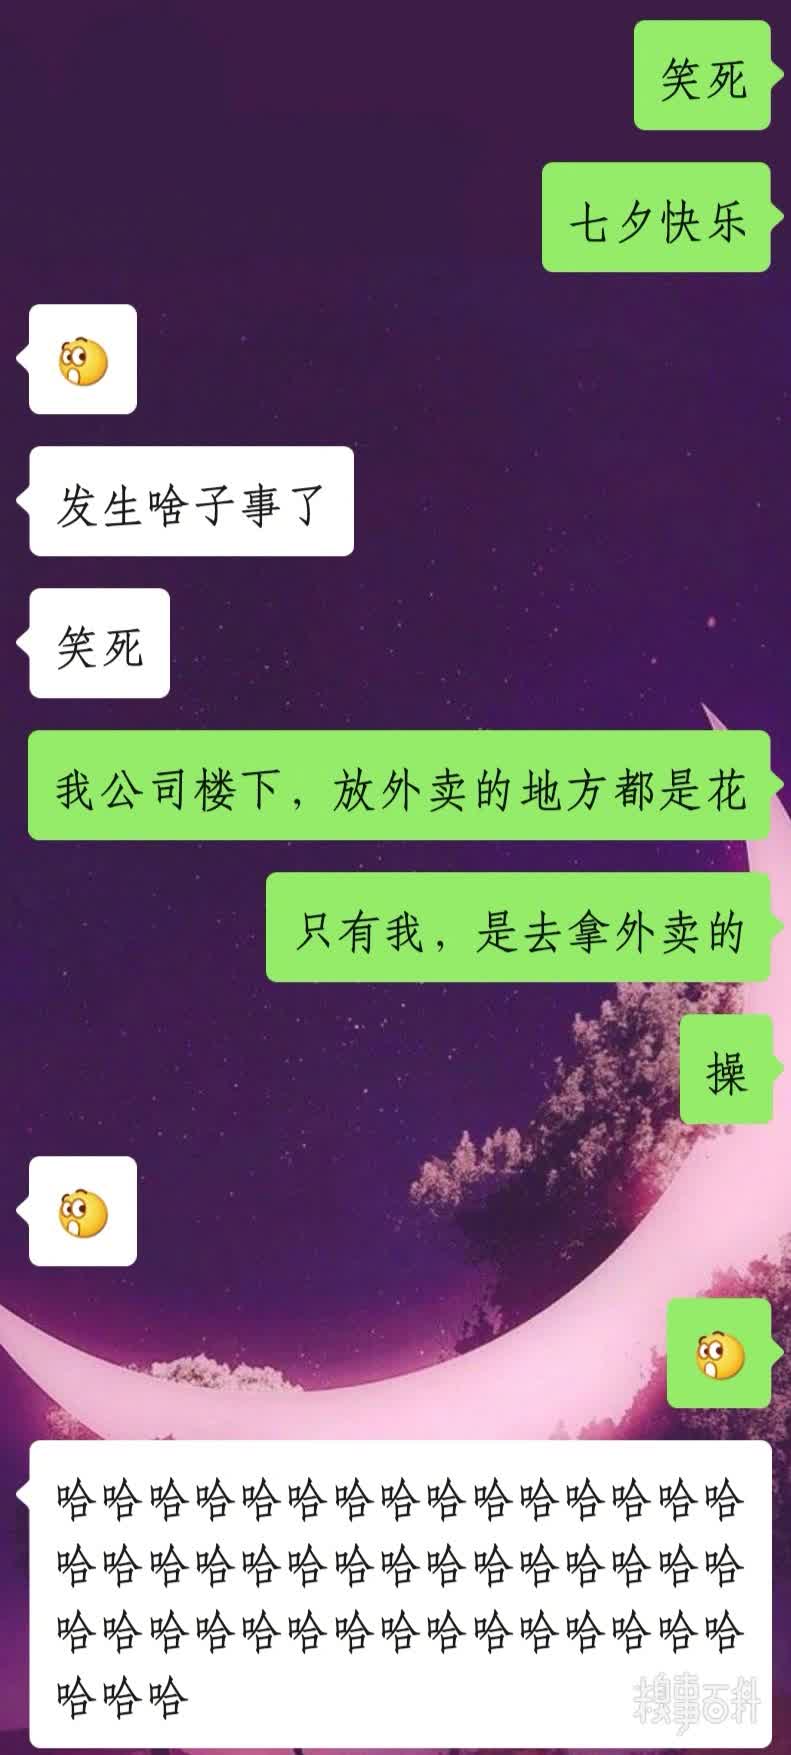 笑死
七夕快乐
发生啥子事了
笑死
我公司楼下，放外卖的地方都是花
只有我，是去拿外卖的
操
哈哈哈哈哈哈哈哈哈哈哈哈哈哈哈
哈哈哈哈哈哈哈哈哈哈哈哈哈哈哈
哈哈哈哈哈哈哈哈哈哈哈哈哈哈哈
哈哈哈
糗事百科